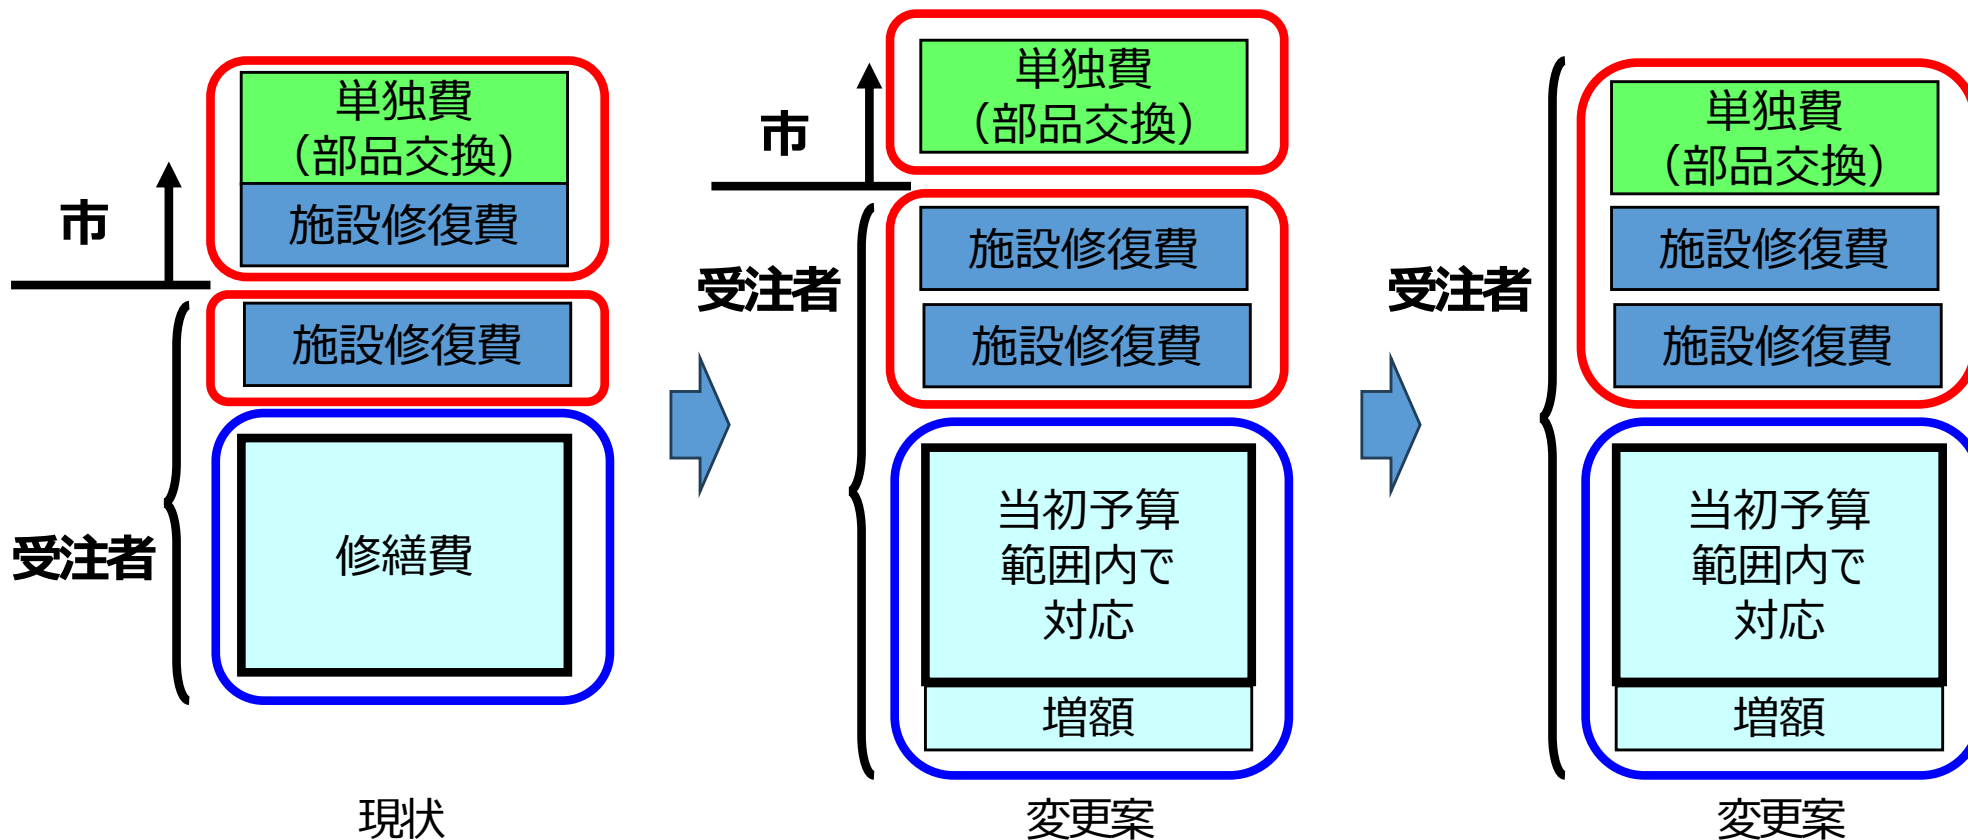 単独費
（部品交換）
施設修復費
市
施設修復費
修繕費
受注者
現状
単独費
（部品交換）
市
施設修復費
受注者
施設修復費
当初予算
範囲内で
対応
増額
変更案
単独費
（部品交換）
施設修復費
受注者
施設修復費
当初予算
範囲内で
対応
増額
変更案